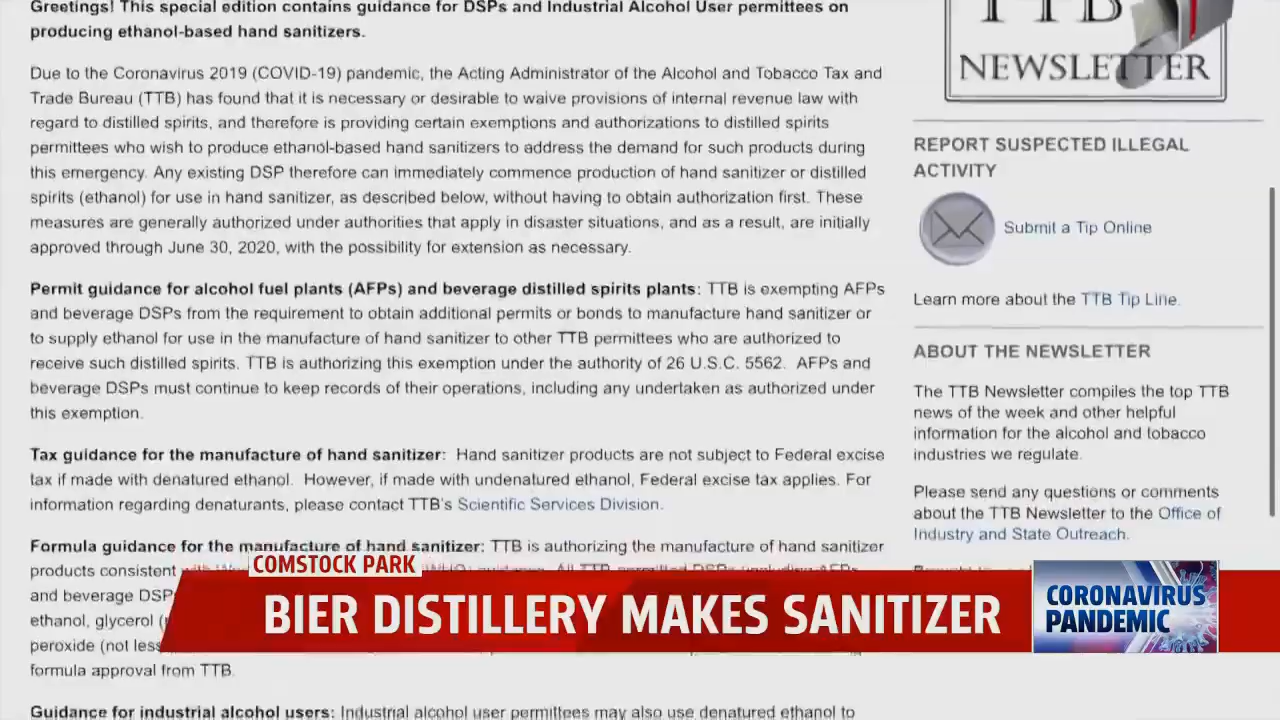 Greetings! This special edition contains guidance for DSPs and Industrial Alcohol User permittees on
producing ethanol-based hand sanitizers.
Due to the Coronavirus 2019 (COVID-19) pandemic, the Acting Administrator of the Alcohol and Tobacco Tax and
Trade Bureau (TTB) has found that it is necessary or desirable to waive provisions of internal revenue law with
regard to distilled spirits, and therefore is providing certain exemptions and authorizations to distilled spirits
permittees who wish to produce ethanol-based hand sanitizers to address the demand for such products during
this emergency. Any existing DSP therefore can immediately commence production of hand sanitizer or distilled
spirits (ethanol) for use in hand sanitizer, as described below, without having to obtain authorization first. These
measures are generally authorized under authorities that apply in disaster situations, and as a result, are initially
approved through June 30, 2020, with the possibility for extension as necessary.
Permit guidance for alcohol fuel plants (AFPs) and beverage distilled spirits plants: TTB is exempting AFPs
and beverage DSPs from the requirement to obtain additional permits or bonds to manufacture hand sanitizer or
to supply ethanol for use in the manufacture of hand sanitizer to other TTB permittees who are authorized to
receive such distilled spirits. TTB is authorizing this exemption under the authority of 26 U.S.C. 5562. AFPs and
beverage DSPs must continue to keep records of their operations, including any undertaken as authorized under
this exemption.
Tax guidance for the manufacture of hand sanitizer: Hand sanitizer products are not subject to Federal excise
tax if made with denatured ethanol. However, if made with undenatured ethanol, Federal excise tax applies. For
information regarding denaturants, please contact TTB's Scientific Services Division.
Formula guidance for the manufacture of hand sanitizer: TTB is authorizing the manufacture of hand sanitizer
products consistent
and beverage DSP
ethanol, glycerol
peroxide (not less
formula approval from TTB.
Guidance for industrial alcohol users: Industrial alcohol user permittees may also use denatured ethanol to
TTB
NEWSLETTER
REPORT SUSPECTED ILLEGAL
ACTIVITY
Submit a Tip Online
Learn more about the TTB Tip Line.
ABOUT THE NEWSLETTER
The TTB Newsletter compiles the top TTB
news of the week and other helpful
information for the alcohol and tobacco
industries we regulate.
Please send any questions or comments
about the TTB Newsletter to the Office of
Industry and State Outreach.
COMSTOCK PARK
BIER DISTILLERY MAKES SANITIZER
CORONAVIRUS
PANDEMIC